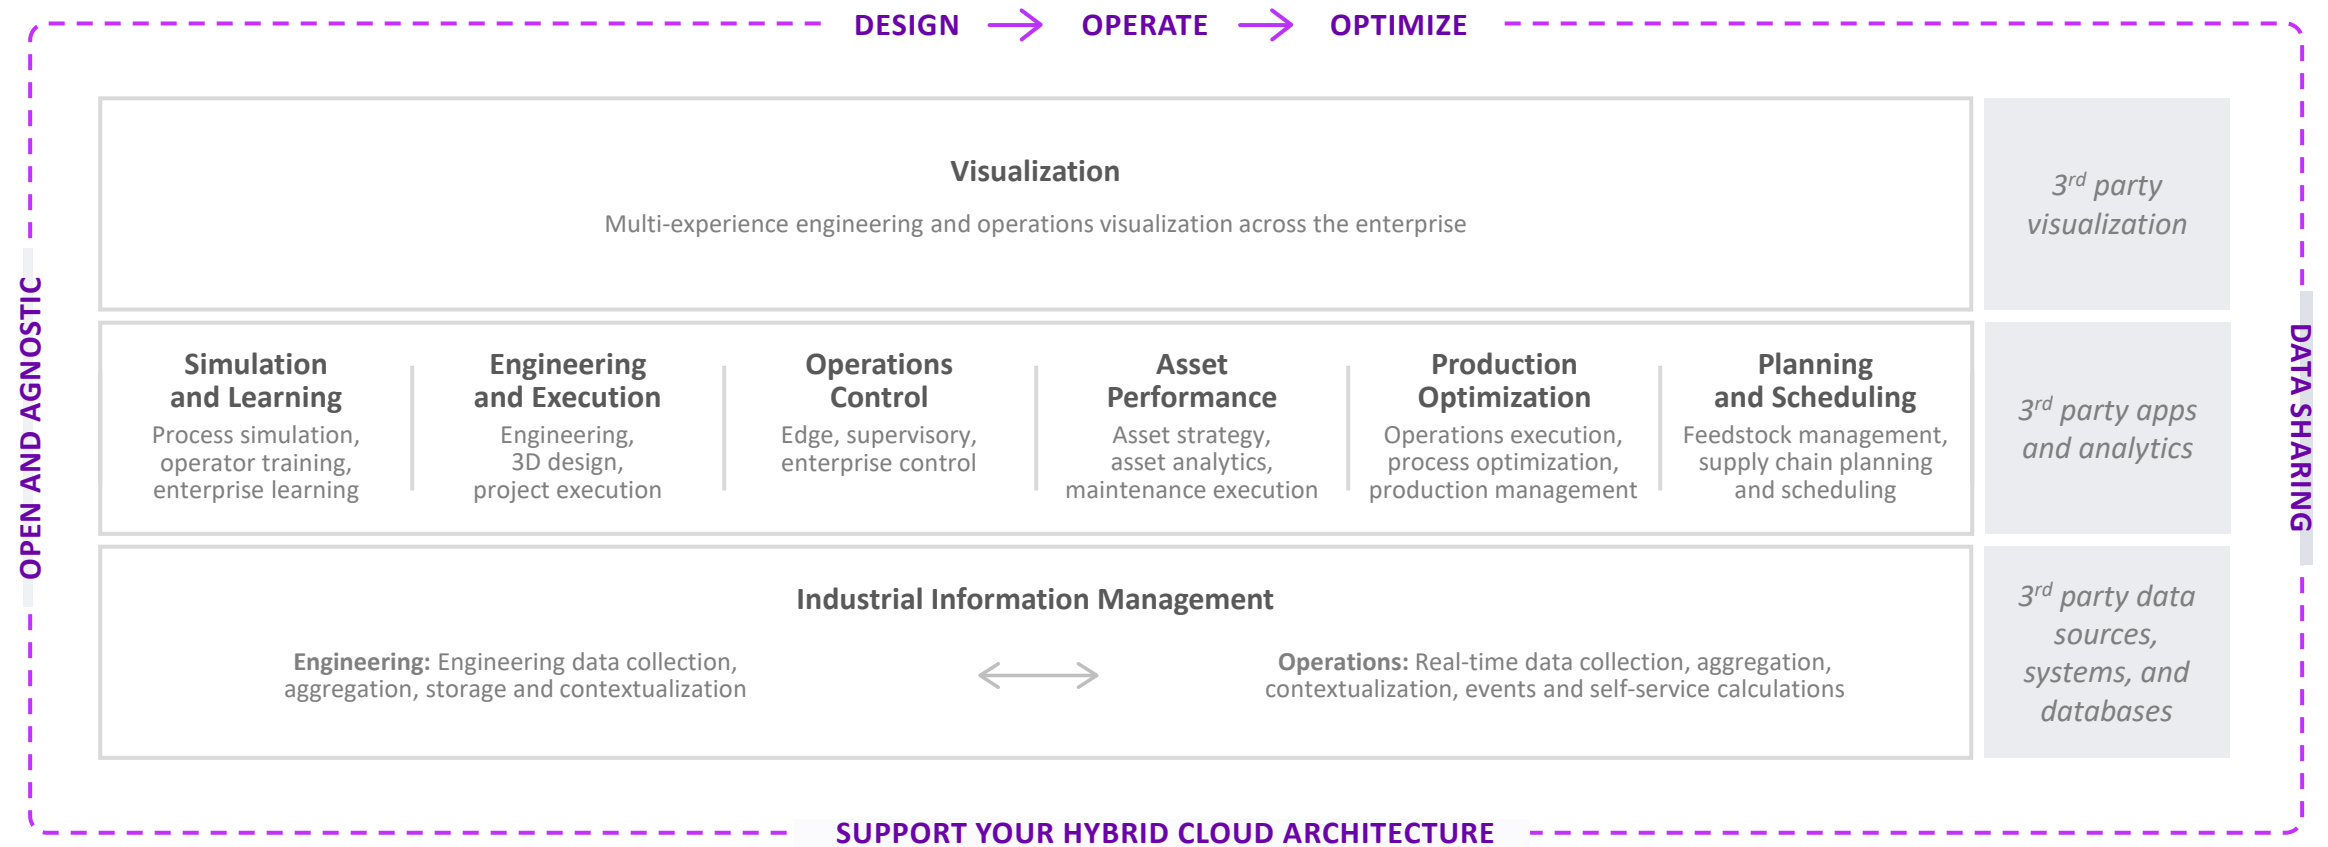 DESIGN → OPERATE → OPTIMIZE
OPEN AND AGNOSTIC
Visualization
Multi-experience engineering and operations visualization across the enterprise
3rd party
visualization
Simulation
and Learning
Process simulation,
operator training,
enterprise learning
Engineering
and Execution
Engineering,
3D design,
project execution
Operations
Control
Edge, supervisory,
enterprise control
Asset
Performance
Asset strategy,
asset analytics,
maintenance execution
Production
Optimization
Operations execution,
process optimization,
production management
Planning
and Scheduling
Feedstock management,
supply chain planning
and scheduling
3rd party apps
and analytics
Industrial Information Management
Engineering: Engineering data collection,
aggregation, storage and contextualization
Operations: Real-time data collection, aggregation,
contextualization, events and self-service calculations
3rd party data
sources,
systems, and
databases
DATA SHARING
SUPPORT YOUR HYBRID CLOUD ARCHITECTURE